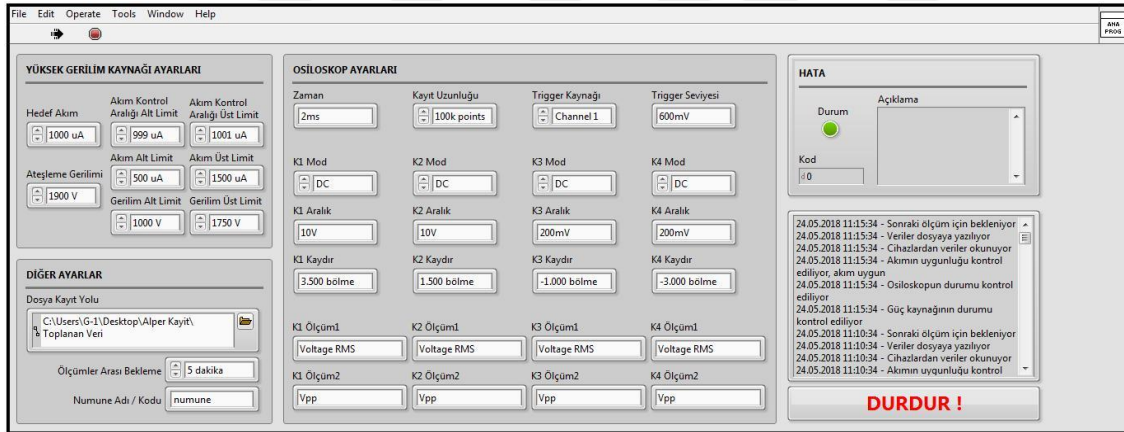 File Edit Operate Tools Window Help
ANA
PROG
YÜKSEK GERİLİM KAYNAĞI AYARLARI
Hedef Akım
1000 uA
Akım Kontrol
Aralığı Alt Limit
999 uA
Akım Kontrol
Aralığı Üst Limit
1001 uA
Ateşleme Gerilimi
1900 V
Akım Alt Limit
500 uA
Akım Üst Limit
1500 uA
Gerilim Alt Limit
1000 V
Gerilim Üst Limit
1750 V
DİĞER AYARLAR
Dosya Kayıt Yolu
C:\Users\G-1\Desktop\Alper Kayit\
Toplanan Veri
Ölçümler Arası Bekleme 5 dakika
Numune Adı / Kodu numune
OSİLOSKOP AYARLARI
Zaman Kayıt Uzunluğu Trigger Kaynağı Trigger Seviyesi
2ms 100k points Channel 1 600mV
K1 Mod K2 Mod K3 Mod K4 Mod
DC DC DC DC
K1 Aralık K2 Aralık K3 Aralık K4 Aralık
10V 10V 200mV 200mV
K1 Kaydır K2 Kaydır K3 Kaydır K4 Kaydır
3.500 bölme 1.500 bölme -1.000 bölme -3.000 bölme
K1 Ölçüm1 K2 Ölçüm1 K3 Ölçüm1 K4 Ölçüm1
Voltage RMS Voltage RMS Voltage RMS Voltage RMS
K1 Ölçüm2 K2 Ölçüm2 K3 Ölçüm2 K4 Ölçüm2
Vpp Vpp Vpp Vpp
HATA
Durum
Açıklama
Kod
d 0
24.05.2018 11:15:34 - Sonraki ölçüm için bekleniyor
24.05.2018 11:15:34 - Veriler dosyaya yazılıyor
24.05.2018 11:15:34 - Cihazlardan veriler okunuyor
24.05.2018 11:15:34 - Akımın uygunluğu kontrol
ediliyor, akım uygun
24.05.2018 11:15:34 - Osiloskopun durumu kontrol
ediliyor
24.05.2018 11:15:34 - Güç kaynağının durumu
kontrol ediliyor
24.05.2018 11:10:34 - Sonraki ölçüm için bekleniyor
24.05.2018 11:10:34 - Veriler dosyaya yazılıyor
24.05.2018 11:10:34 - Cihazlardan veriler okunuyor
24.05.2018 11:10:34 - Akımın uygunluğu kontrol
DURDUR !